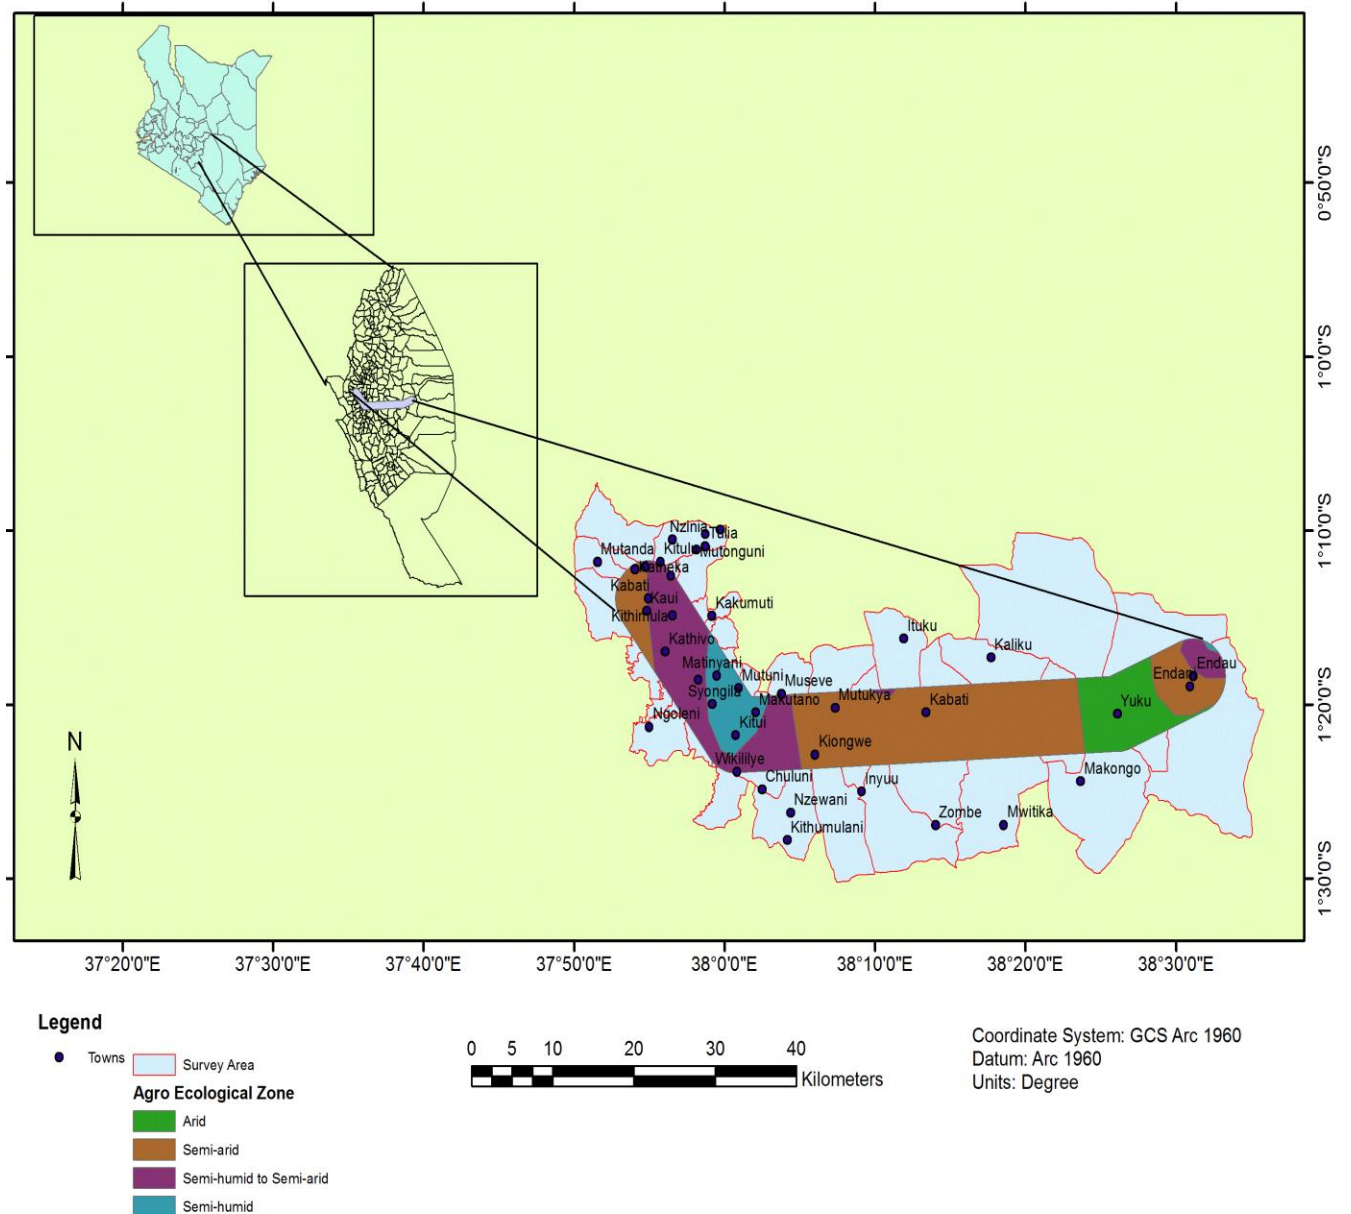 0°50'0"S
1°0'0"S
1°10'0"S
1°20'0"S
1°30'0"S
N
Nzinia
Tulia
Mutanda
Kitulu
Mutonguni
Katheka
Kabati
Kaui
Kithimula
Kakumuti
Kathivo
Ituku
Kaliku
Matinyani
Mutuni
Museve
Endau
Endani
Syongila
Makutano
Mutukya
Kabati
Yuku
Ngoleni
Kitui
Kiongwe
Wikililye
Chuluni
Inyuu
Makongo
Nzewani
Zombe
Mwitika
Kithumulani
37°20'0"E 37°30'0"E 37°40'0"E 37°50'0"E 38°0'0"E 38°10'0"E 38°20'0"E 38°30'0"E
Legend
Towns
Survey Area
Agro Ecological Zone
Arid
Semi-arid
Semi-humid to Semi-arid
Semi-humid
0 5 10 20 30 40
Kilometers
Coordinate System: GCS Arc 1960
Datum: Arc 1960
Units: Degree